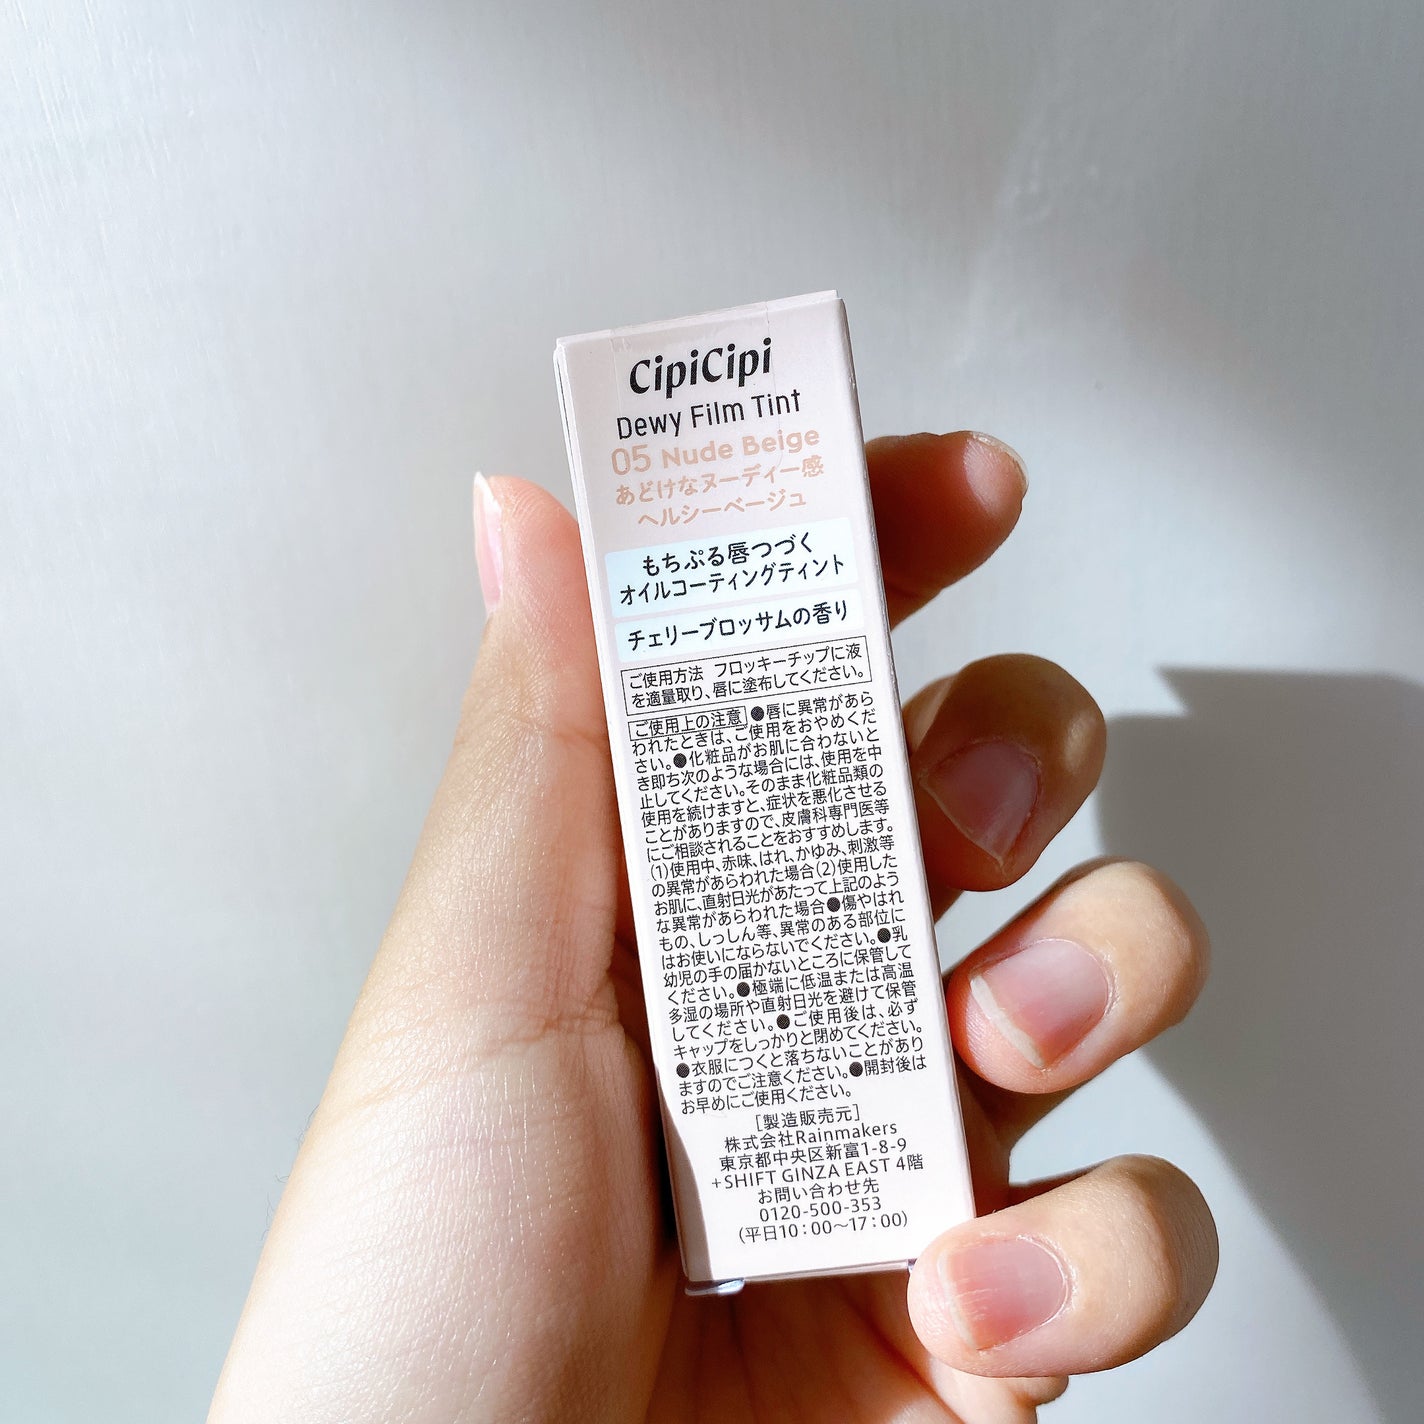 CipiCipi
Dewy Film Tint
05 Nude Beige
あどけなヌーディー感
ヘルシーベージュ
もちぷる唇つづく
オイルコーティングティント
チェリーブロッサムの香り
ご使用方法 フロッキーチップに液
を適量取り、唇に塗布してください。
ご使用上の注意 ●唇に異常があら
われたときは、ご使用をおやめくだ
さい。●化粧品がお肌に合わないと
き即ち次のような場合には、使用を中
止してください。そのまま化粧品類の
使用を続けますと、症状を悪化させる
ことがありますので、皮膚科専門医等
にご相談されることをおすすめします。
(1)使用中、赤味、はれ、かゆみ、刺激等
の異常があらわれた場合(2)使用した
お肌に、直射日光があたって上記のよう
な異常があらわれた場合●傷やはれ
もの、しっしん等、異常のある部位に
はお使いにならないでください。●乳
幼児の手の届かないところに保管して
ください。●極端に低温または高温
多湿の場所や直射日光を避けて保管
してください。●ご使用後は、必ず
キャップをしっかりと閉めてください。
●衣服につくと落ちないことがあり
ますのでご注意ください。●開封後は
お早めにご使用ください。
[製造販売元]
株式会社Rainmakers
東京都中央区新富1-8-9
+SHIFT GINZA EAST 4階
お問い合わせ先
0120-500-353
(平日10:00～17:00)